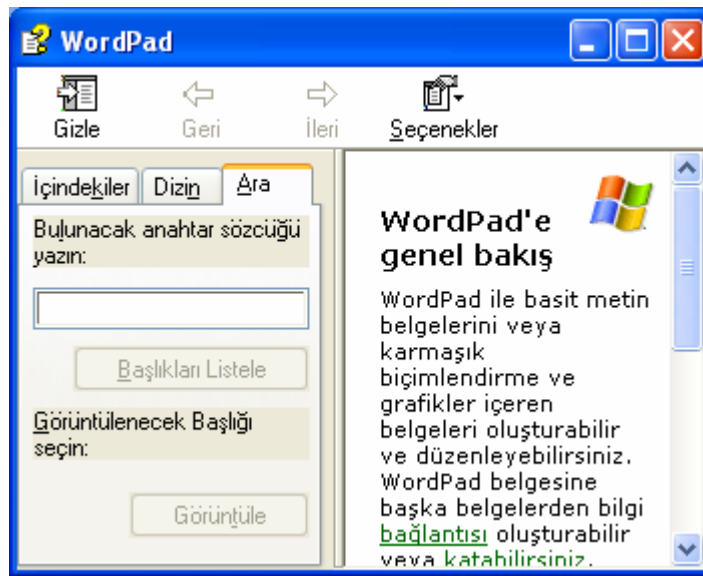 WordPad
Gizle
Geri
İleri
Seçenekler
İçindekiler
Dizin
Ara
Bulunacak anahtar sözcüğü
yazın:
Başlıkları Listele
Görüntülenecek Başlığı
seçin:
Görüntüle
WordPad'e
genel bakış
WordPad ile basit metin
belgelerini veya
karmaşık
biçimlendirme ve
grafikler içeren
belgeleri oluşturabilir
ve düzenleyebilirsiniz.
WordPad belgesine
başka belgelerden bilgi
bağlantısı oluşturabilir
veya katabilirsiniz.